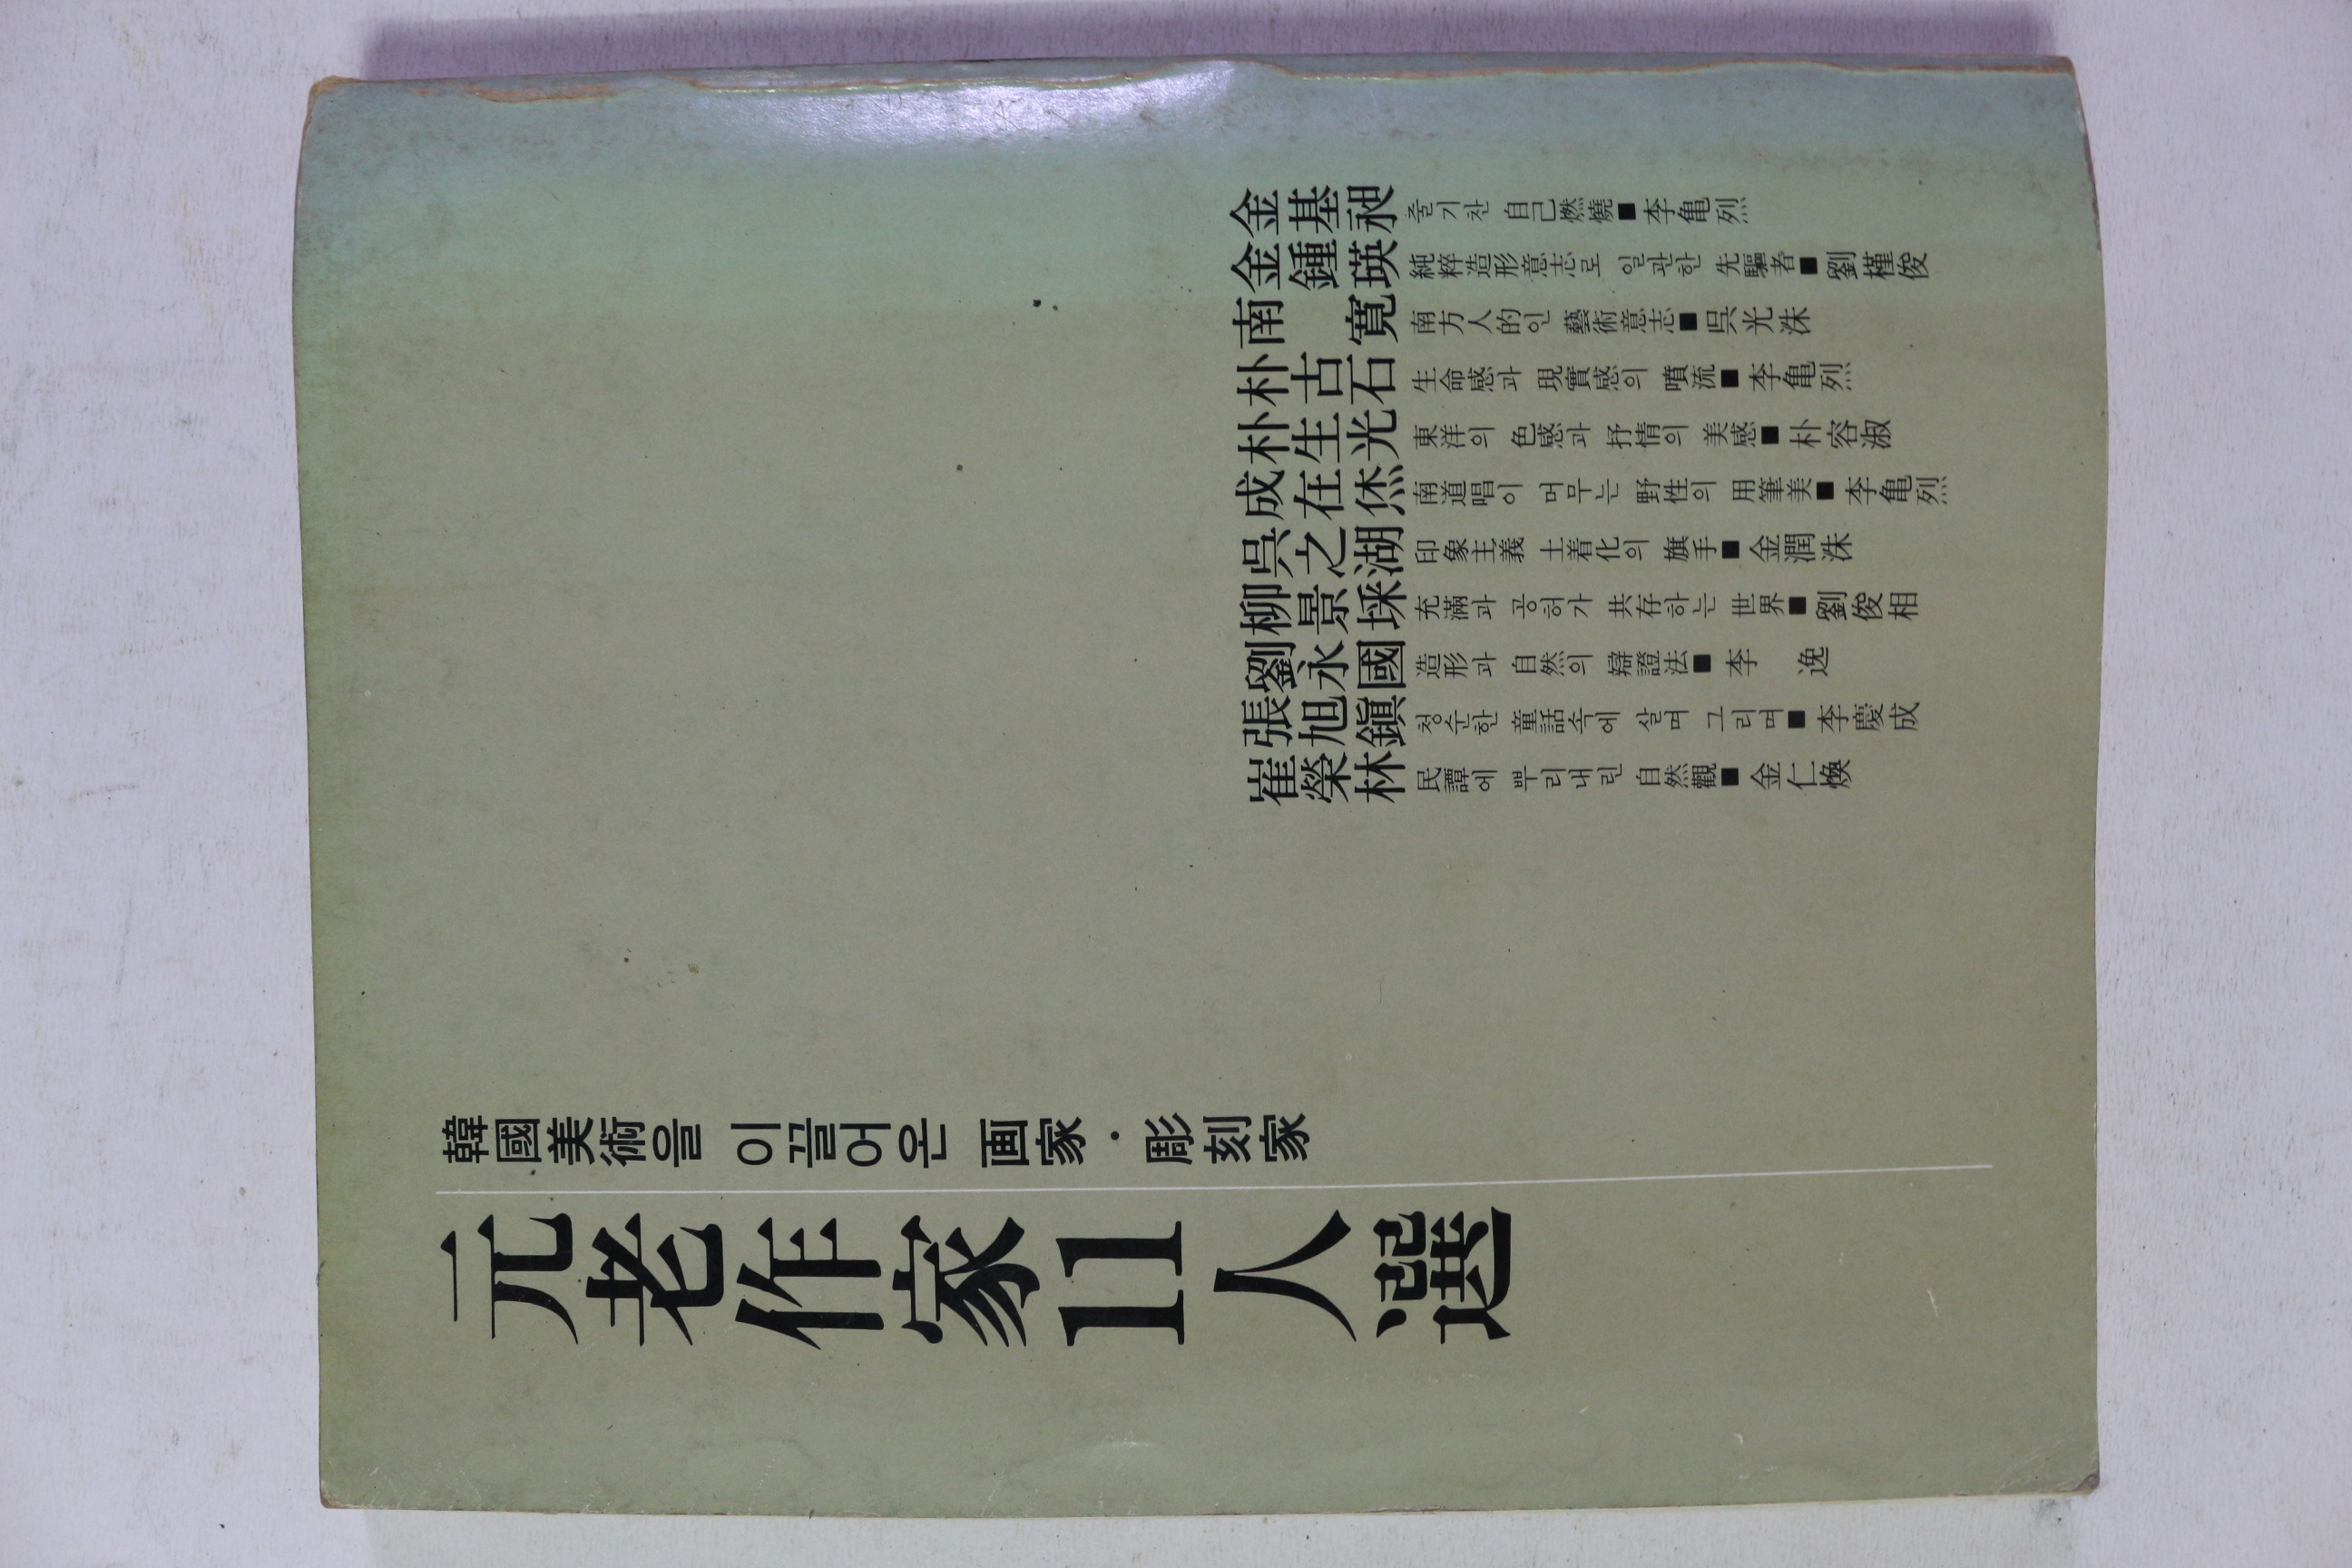 金基昶 줄기찬 自己燃燒■李亀烈
金鍾瑛 純粹造形意志로 일관한 先驅者■劉槿俊
南 寬 南方人的인 藝術意志■呉光洙
朴古石 生命感과 現實感의 噴流■李亀烈
朴生光 東洋의 色感과 抒情의 美感■朴容淑
成在烋 南道唱이 머무는 野性의 用筆美■李亀烈
呉之湖 印象主義 土着化의 旗手■金潤洙
柳景埰 充滿과 공허가 共存하는 世界■劉俊相
劉永國 造形과 自然의 辯證法■李 逸
張旭鎭 청순한 童話속에 살며 그리며■李慶成
崔榮林 民譚에 뿌리내린 自然觀■金仁煥
韓國美術을 이끌어온 画家·彫刻家
元老作家11人選